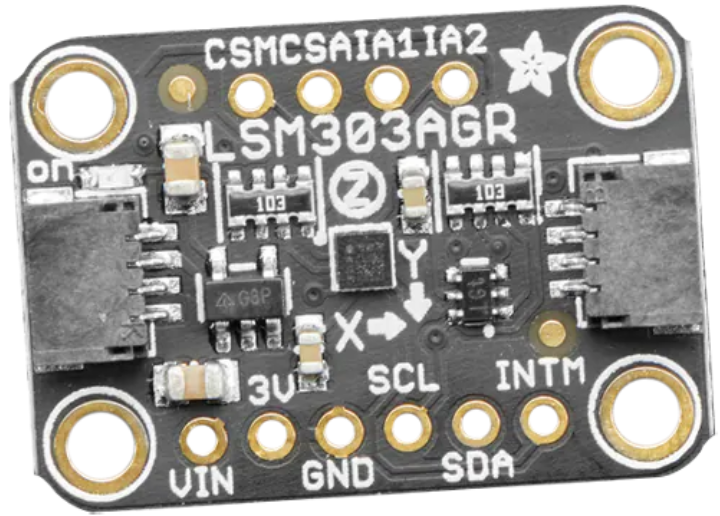 CSMCSAIA1IA2
LSM303AGR
on
103
Z
103
Y
G8P
X
3V
SCL
INTM
VIN
GND
SDA